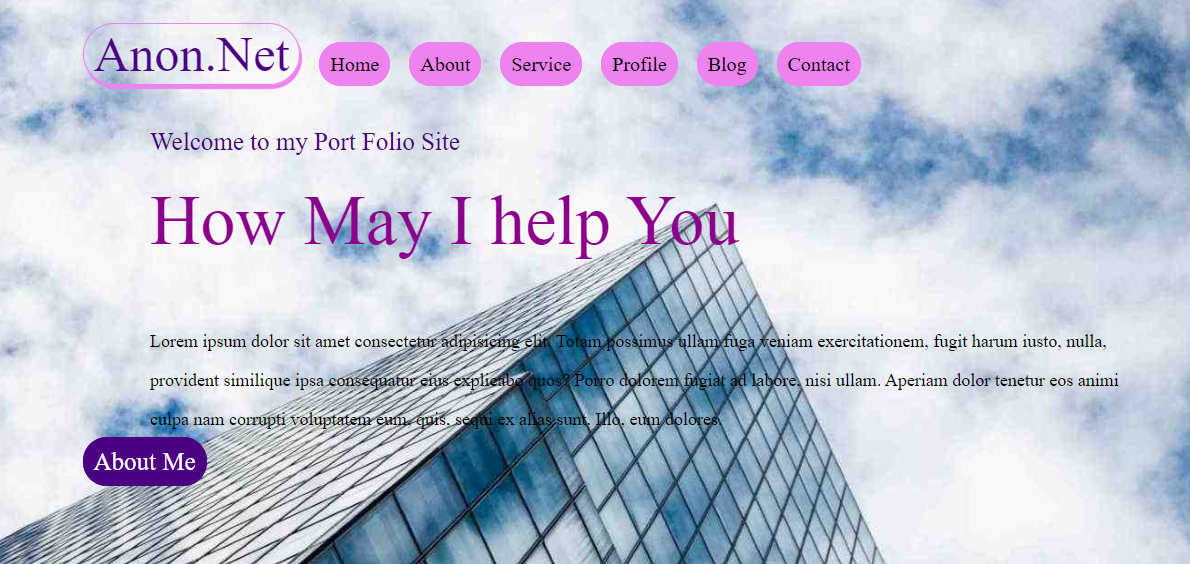 Anon.Net
Home About Service Profile Blog Contact
Welcome to my Port Folio Site
How May I help You
Lorem ipsum dolor sit amet consectetur adipisicing elit. Totam possimus ullam fuga veniam exercitationem, fugit harum iusto, nulla,
provident similique ipsa consequatur eius explicabo quos? Porro dolorem fugiat ad labore, nisi ullam. Aperiam dolor tenetur eos animi
culpa nam corrupti voluptatem eum, quis, sequi ex alias sunt. Illo, eum dolores.
About Me